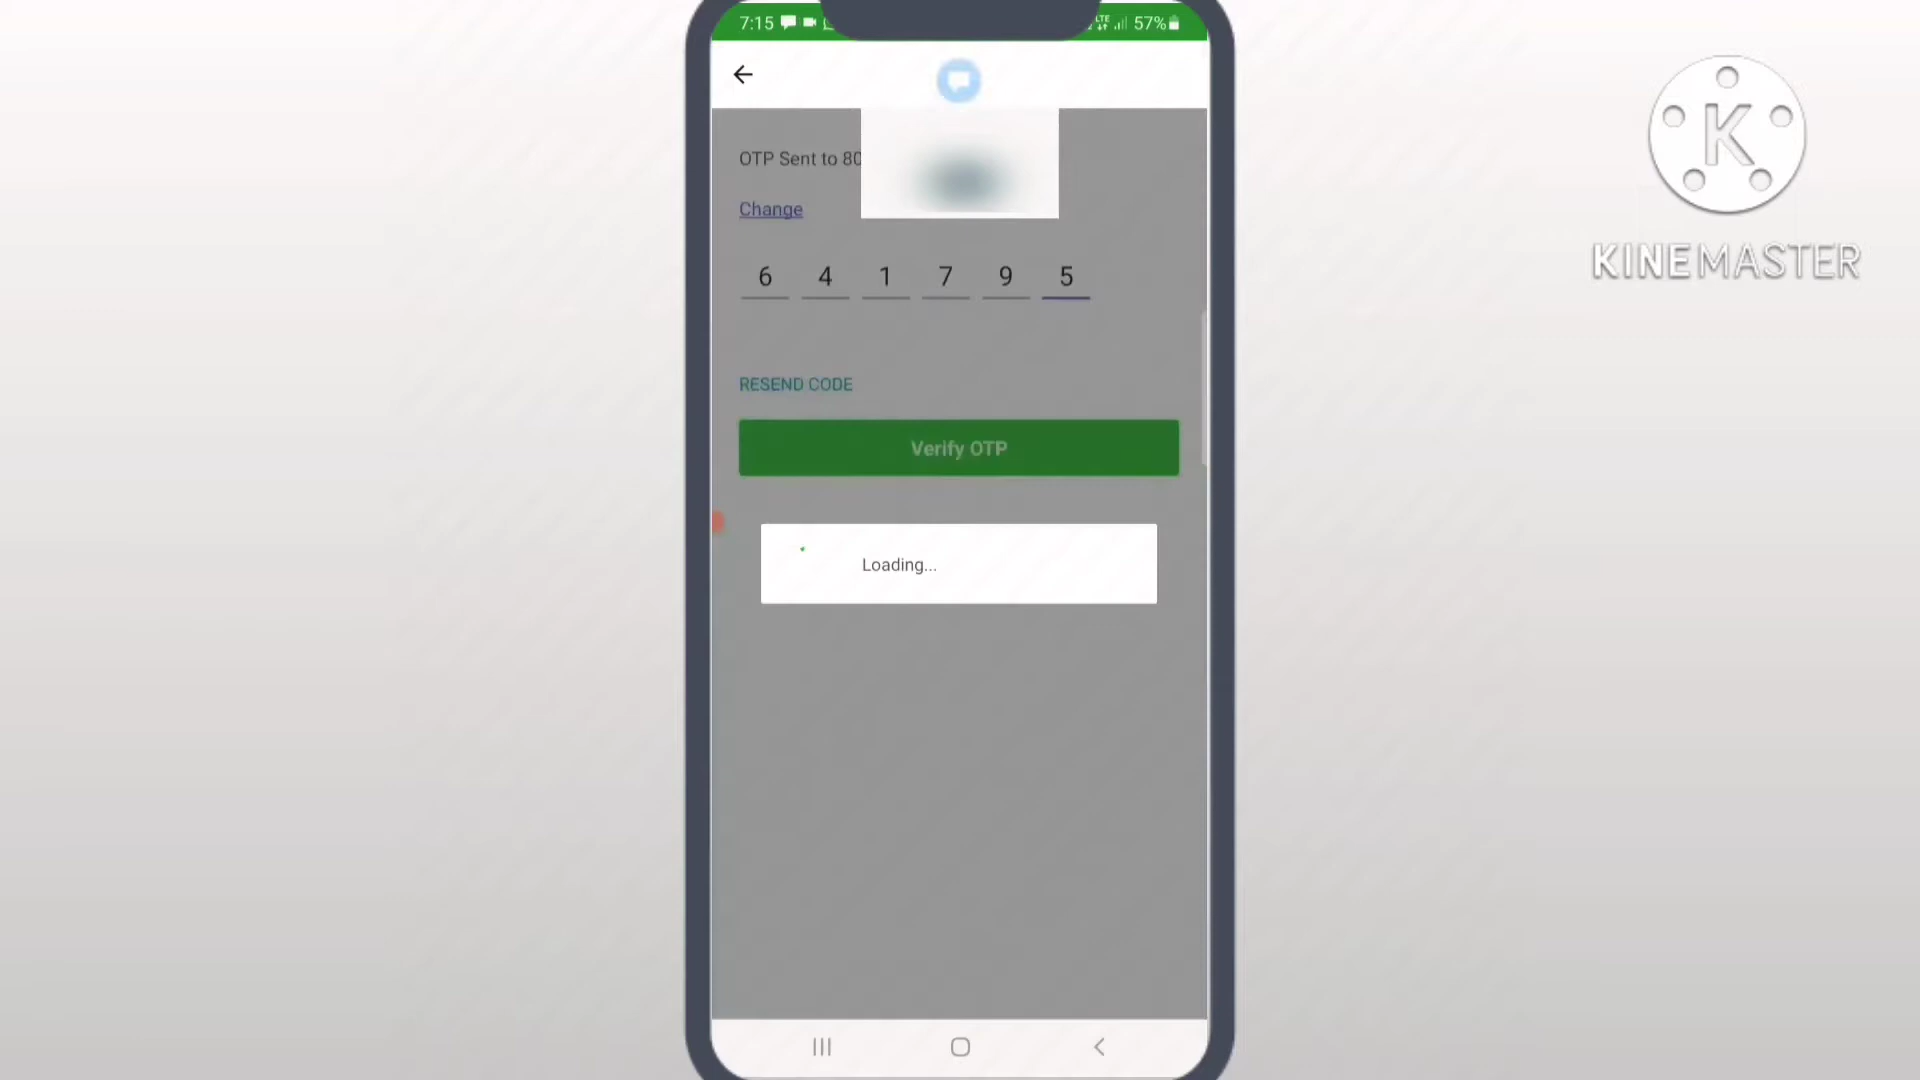 7:15
LTE
57%
OTP Sent to 80
Change
6 4 1 7 9 5
RESEND CODE
Verify OTP
Loading...
K
KINEMASTER